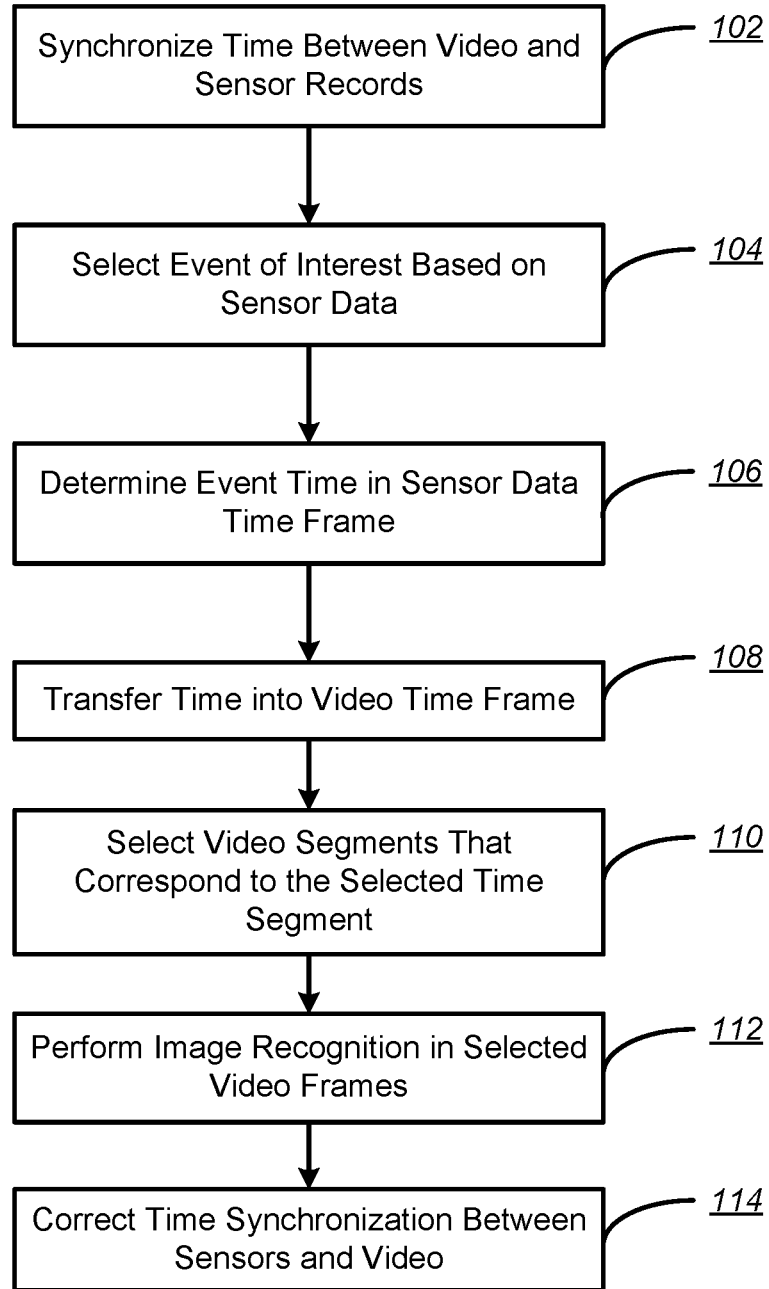 Synchronize Time Between Video and
Sensor Records
102
Select Event of Interest Based on
Sensor Data
104
Determine Event Time in Sensor Data
Time Frame
106
Transfer Time into Video Time Frame
108
Select Video Segments That
Correspond to the Selected Time
Segment
110
Perform Image Recognition in Selected
Video Frames
112
Correct Time Synchronization Between
Sensors and Video
114